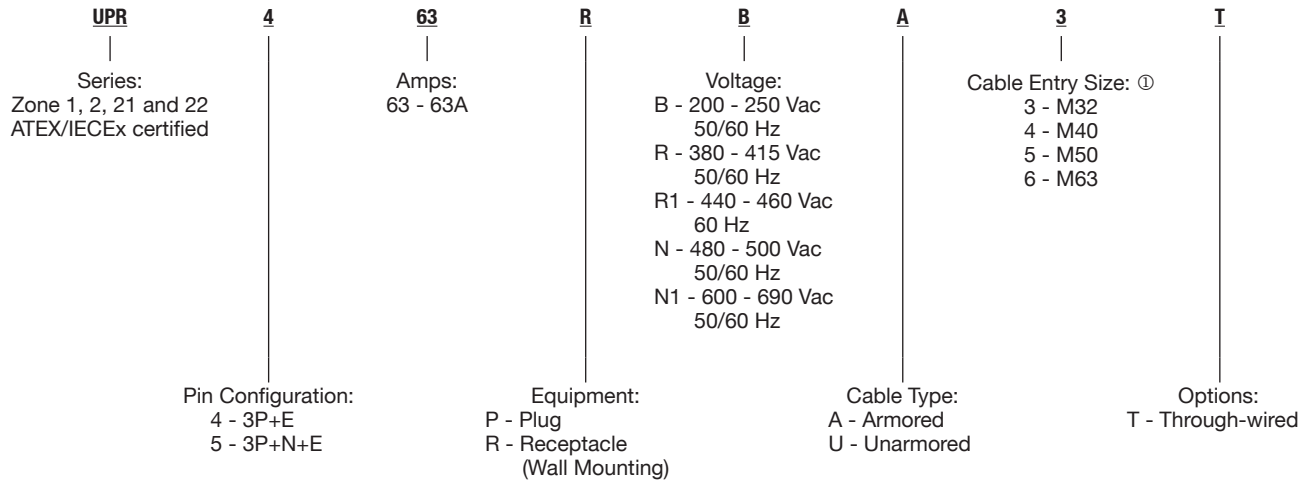 UPR 4 63 R B A 3 T
Series:
Zone 1, 2, 21 and 22
ATEX/IECEx certified
Amps:
63 - 63A
Voltage:
B - 200 - 250 Vac
50/60 Hz
R - 380 - 415 Vac
50/60 Hz
R1 - 440 - 460 Vac
60 Hz
N - 480 - 500 Vac
50/60 Hz
N1 - 600 - 690 Vac
50/60 Hz
Cable Entry Size: ①
3 - M32
4 - M40
5 - M50
6 - M63
Pin Configuration:
4 - 3P+E
5 - 3P+N+E
Equipment:
P - Plug
R - Receptacle
(Wall Mounting)
Cable Type:
A - Armored
U - Unarmored
Options:
T - Through-wired